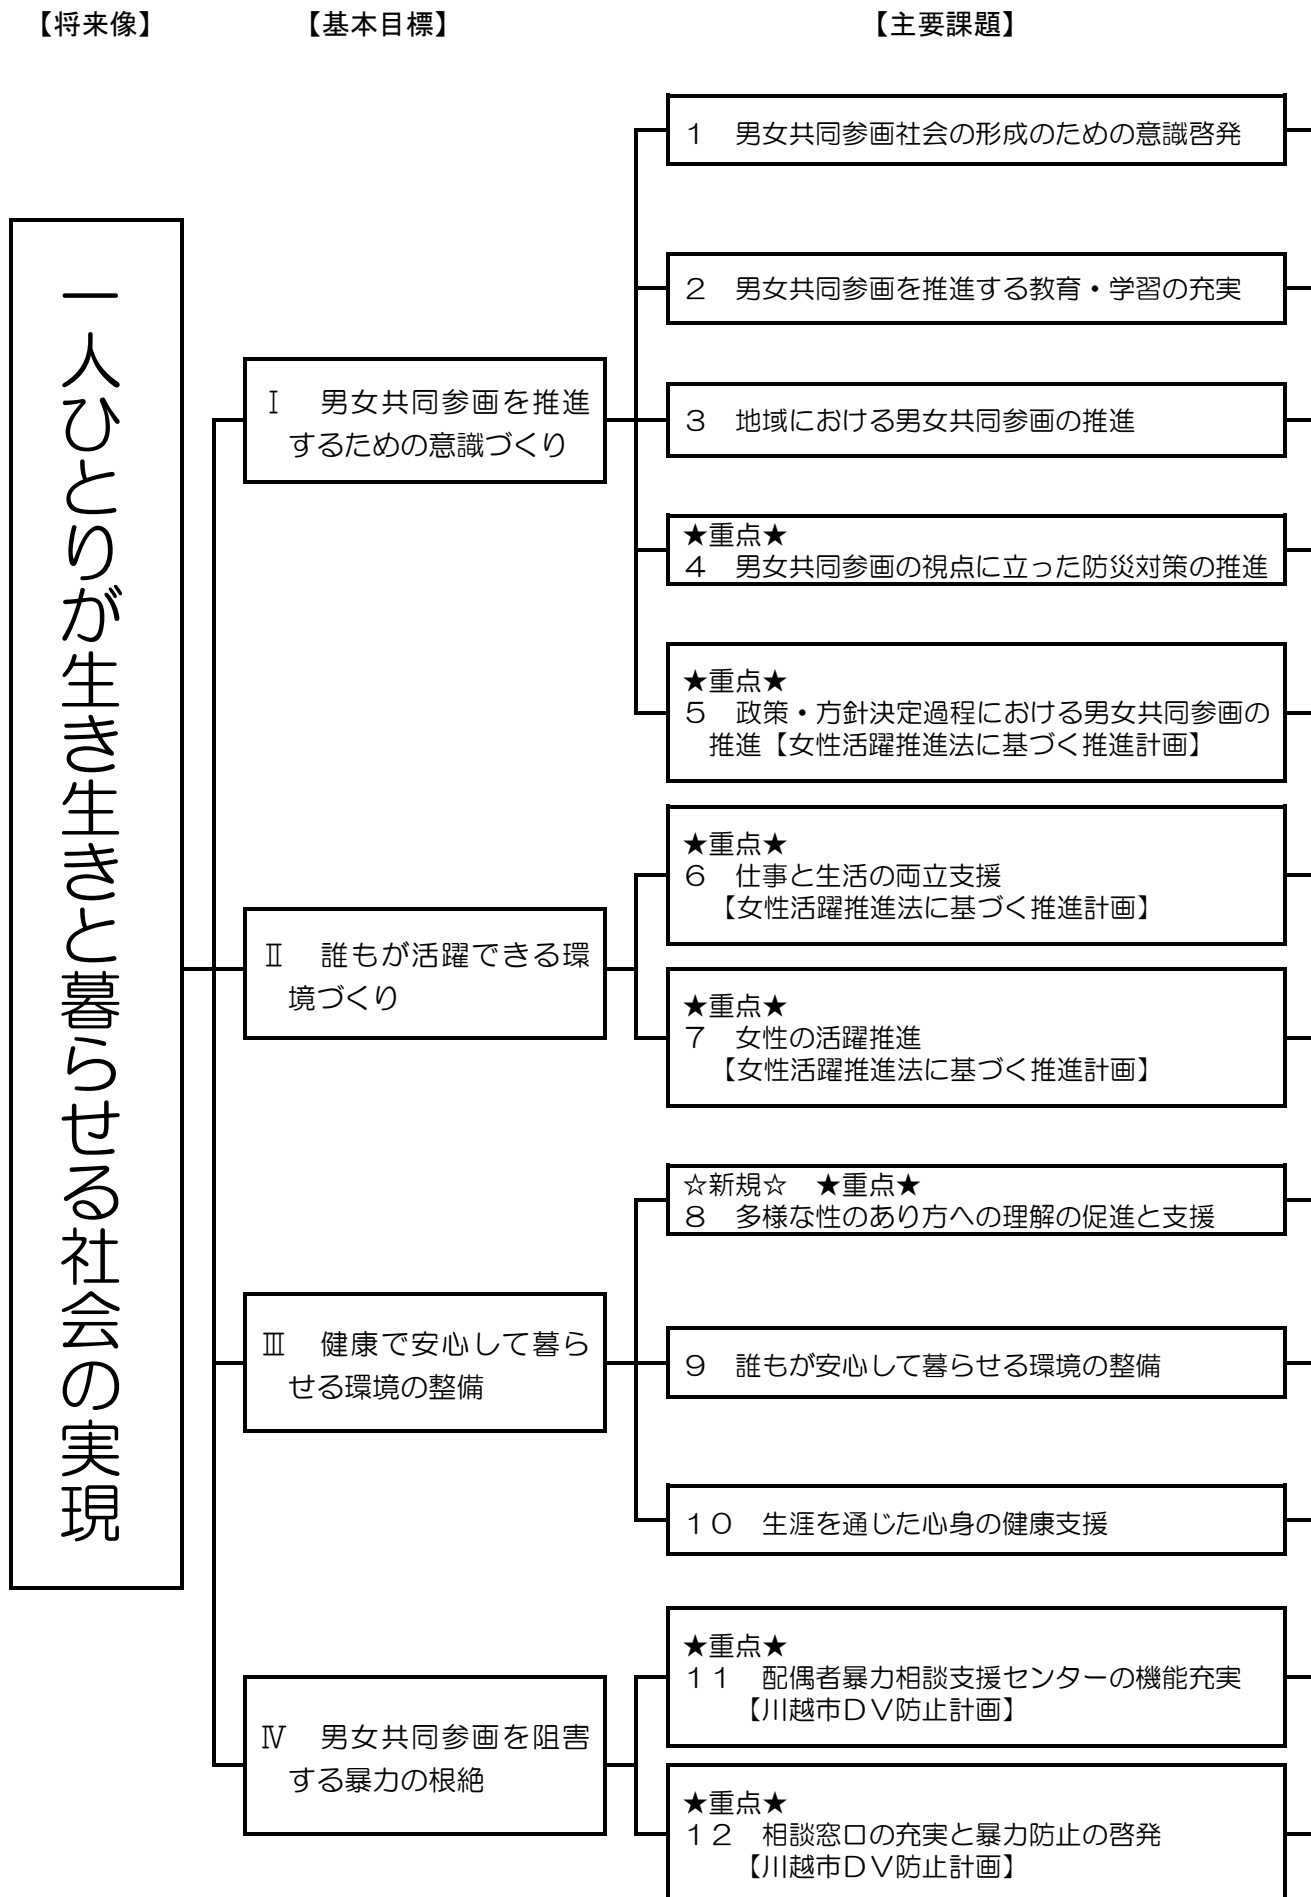 【将来像】 【基本目標】 【主要課題】
一人ひとりが生き生きと暮らせる社会の実現
Ⅰ　男女共同参画を推進
するための意識づくり
１　男女共同参画社会の形成のための意識啓発
２　男女共同参画を推進する教育・学習の充実
３　地域における男女共同参画の推進
★重点★
４　男女共同参画の視点に立った防災対策の推進
★重点★
５　政策・方針決定過程における男女共同参画の
推進【女性活躍推進法に基づく推進計画】
Ⅱ　誰もが活躍できる環
境づくり
★重点★
６　仕事と生活の両立支援
【女性活躍推進法に基づく推進計画】
★重点★
７　女性の活躍推進
【女性活躍推進法に基づく推進計画】
Ⅲ　健康で安心して暮ら
せる環境の整備
☆新規☆　★重点★
８　多様な性のあり方への理解の促進と支援
９　誰もが安心して暮らせる環境の整備
１０　生涯を通じた心身の健康支援
Ⅳ　男女共同参画を阻害
する暴力の根絶
★重点★
１１　配偶者暴力相談支援センターの機能充実
【川越市ＤＶ防止計画】
★重点★
１２　相談窓口の充実と暴力防止の啓発
【川越市ＤＶ防止計画】